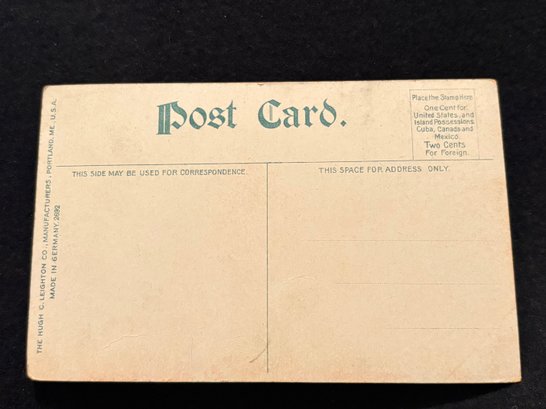 Post Card.
Place the Stamp Here
One Cent for
United States, and
Island Possessions
Cuba, Canada and
Mexico.
Two Cents
For Foreign.
THIS SIDE MAY BE USED FOR CORRESPONDENCE.
THIS SPACE FOR ADDRESS ONLY.
THE HUGH C. LEIGHTON CO., MANUFACTURERS, PORTLAND, ME. U.S.A.
MADE IN GERMANY. 2692